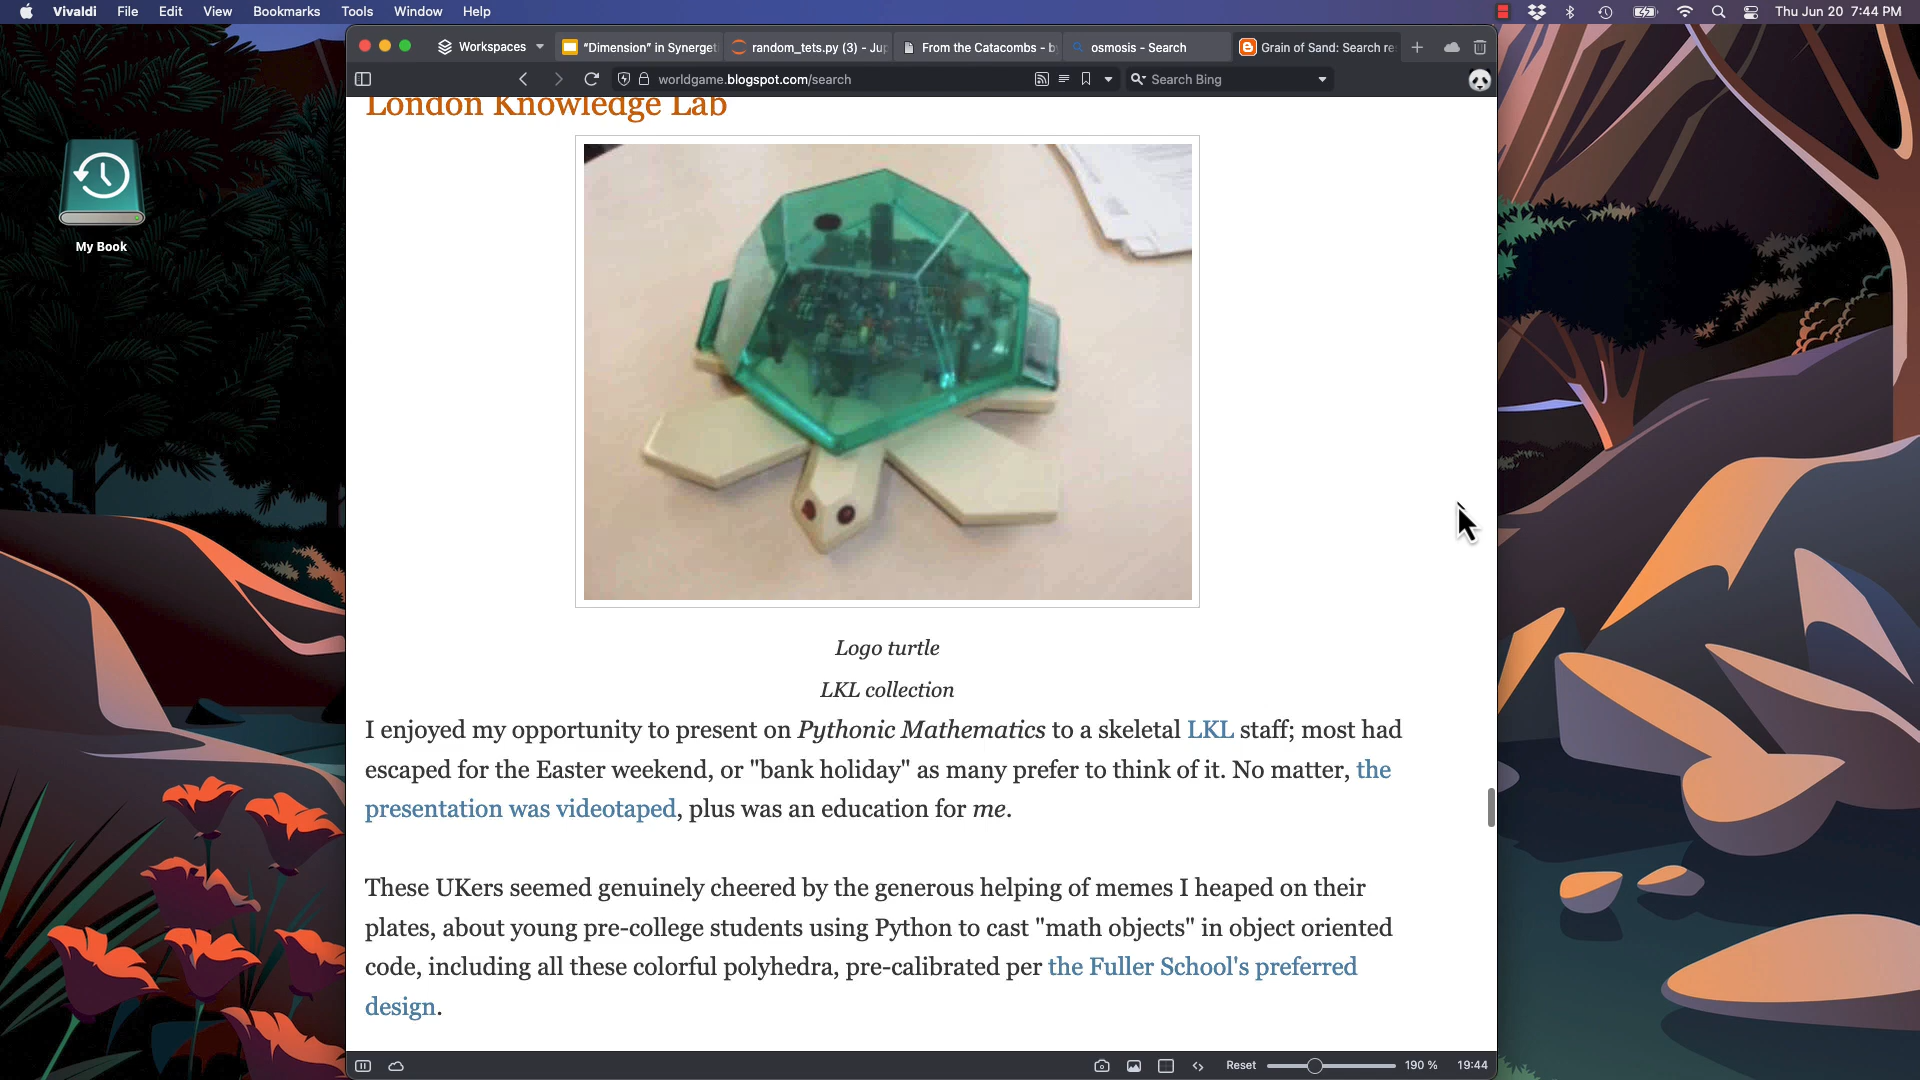 Vivaldi File Edit View Bookmarks Tools Window Help Thu Jun 20 7:44 PM
Workspaces "Dimension" in Synerget random_tets.py (3) - Ju From the Catacombs - b osmosis - Search Grain of Sand: Search re
worldgame.blogspot.com/search Search Bing
My Book
London Knowledge Lab
Logo turtle
LKL collection
I enjoyed my opportunity to present on Pythonic Mathematics to a skeletal LKL staff; most had
escaped for the Easter weekend, or "bank holiday" as many prefer to think of it. No matter, the
presentation was videotaped, plus was an education for me.
These UKers seemed genuinely cheered by the generous helping of memes I heaped on their
plates, about young pre-college students using Python to cast "math objects" in object oriented
code, including all these colorful polyhedra, pre-calibrated per the Fuller School's preferred
design.
Reset 190 % 19:44